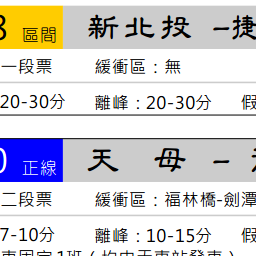 8 區間 新北投 –捷
一段票 緩衝區：無
20-30分 離峰：20-30分 假
0 正線 天 母 –
二段票 緩衝區：福林橋-劍潭
7-10分 離峰：10-15分 假